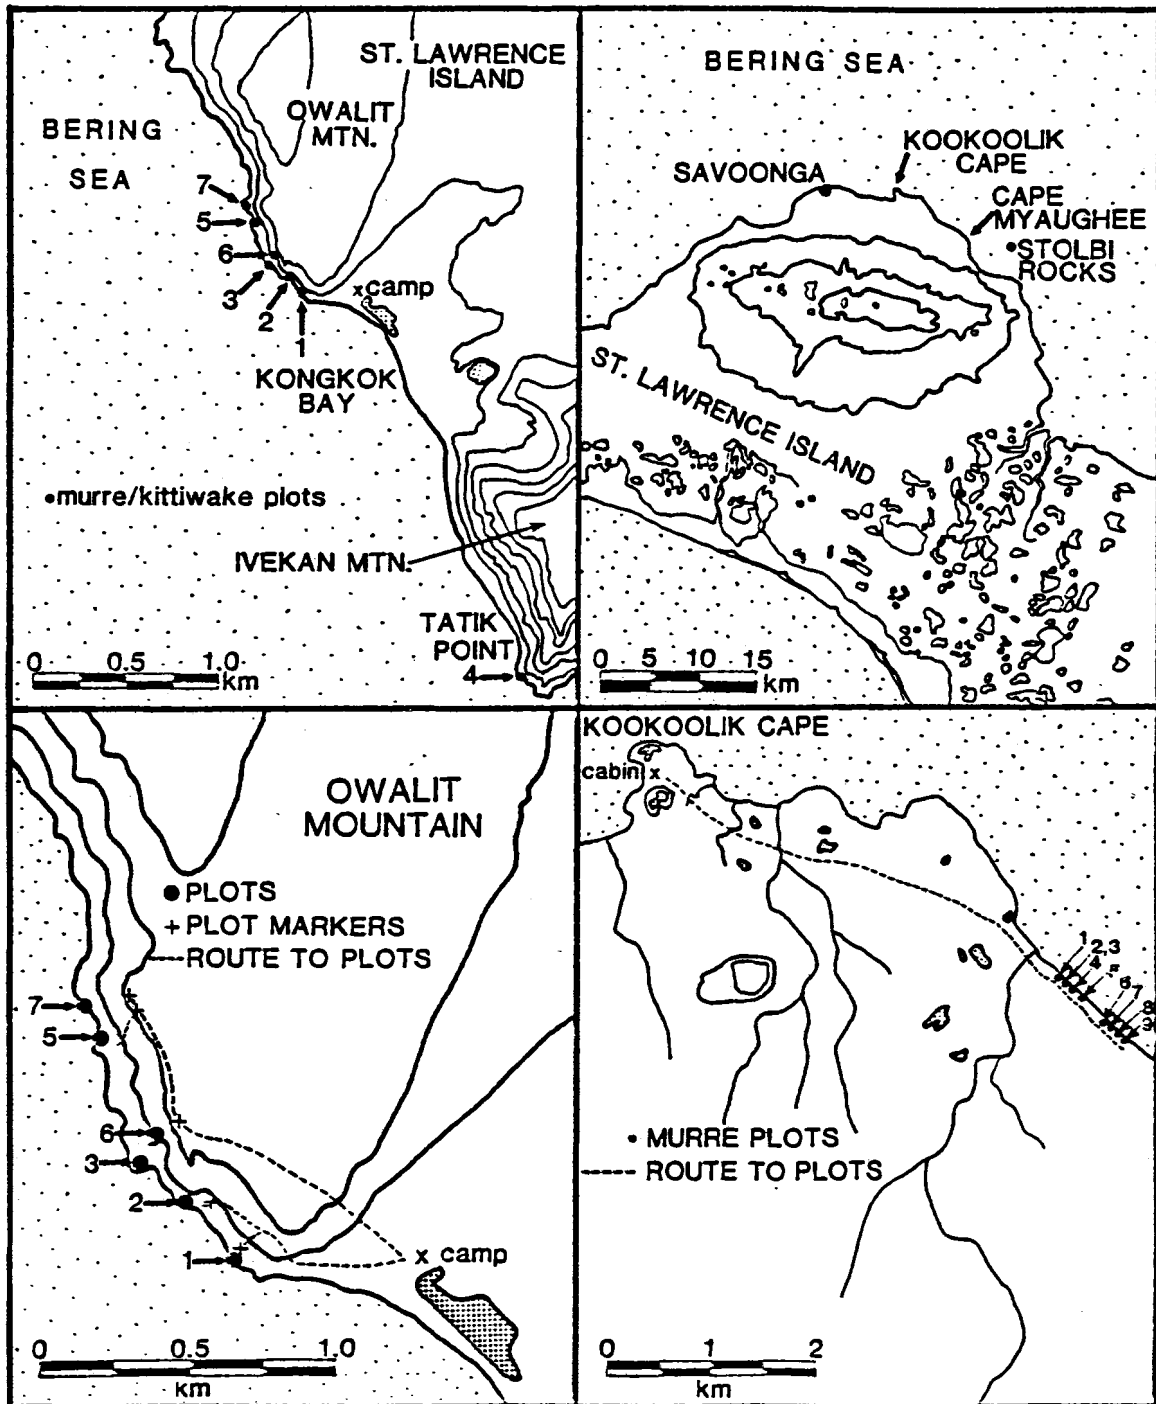 ST. LAWRENCE
ISLAND
OWALIT
MTN.
BERING
SEA
7
5
6
3
2
1
xcamp
KONGKOK
BAY
•murre/kittiwake plots
IVEKAN MTN.
TATIK
POINT
4
0 0.5 1.0
km
BERING SEA
KOOKOOLIK
CAPE
SAVOONGA
CAPE
MYAUGHEE
STOLBI
ROCKS
ST. LAWRENCE ISLAND
0 5 10 15
km
OWALIT
MOUNTAIN
● PLOTS
+ PLOT MARKERS
---- ROUTE TO PLOTS
7
5
6
3
2
1
x camp
0 0.5 1.0
km
KOOKOOLIK CAPE
cabin x
1
2,3
4
6
7
8
9
• MURRE PLOTS
----- ROUTE TO PLOTS
0 1 2
km